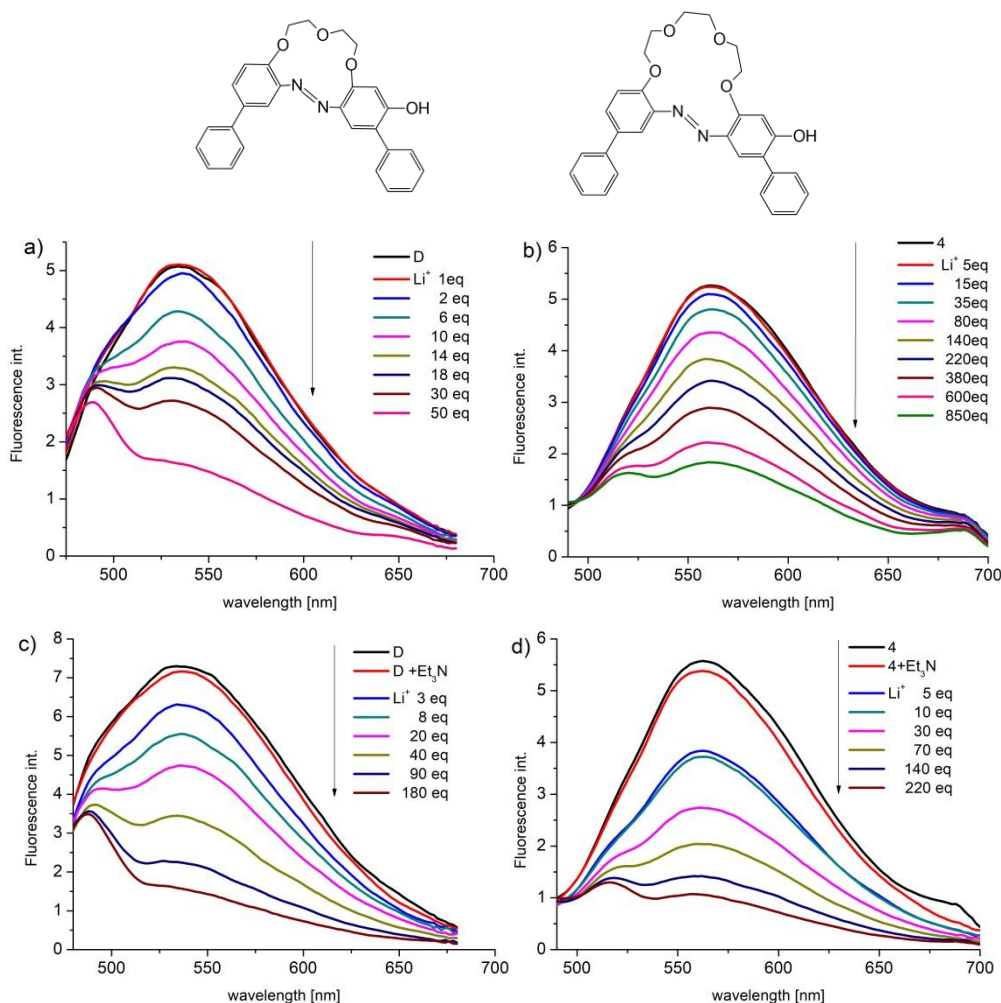 O
O
O
N
N
OH
O
O
O
O
N
N
OH
a)
D
Li⁺ 1eq
2 eq
6 eq
10 eq
14 eq
18 eq
30 eq
50 eq
Fluorescence int.
5
4
3
2
1
0
500 550 600 650 700
wavelength [nm]
b)
4
Li⁺ 5eq
15eq
35eq
80eq
140eq
220eq
380eq
600eq
850eq
Fluorescence int.
6
5
4
3
2
1
0
500 550 600 650 700
wavelength [nm]
c)
D
D +Et₃N
Li⁺ 3 eq
8 eq
20 eq
40 eq
90 eq
180 eq
Fluorescence int.
8
7
6
5
4
3
2
1
0
500 550 600 650 700
wavelength [nm]
d)
4
4+Et₃N
Li⁺ 5 eq
10 eq
30 eq
70 eq
140 eq
220 eq
Fluorescence int.
6
5
4
3
2
1
0
500 550 600 650 700
wavelength [nm]